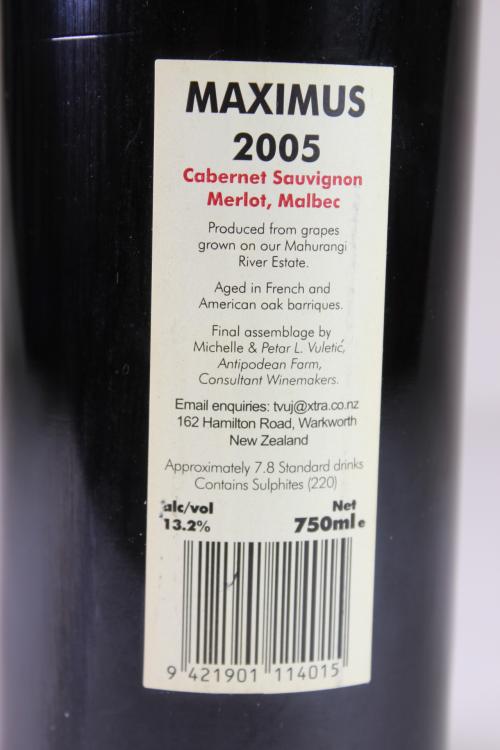 MAXIMUS
2005
Cabernet Sauvignon
Merlot, Malbec
Produced from grapes
grown on our Mahurangi
River Estate.
Aged in French and
American oak barriques.
Final assemblage by
Michelle & Petar L. Vuletić,
Antipodean Farm,
Consultant Winemakers.
Email enquiries: tvuj@xtra.co.nz
162 Hamilton Road, Warkworth
New Zealand
Approximately 7.8 Standard drinks
Contains Sulphites (220)
alc/vol Net
13.2% 750ml e
9 421901 114015